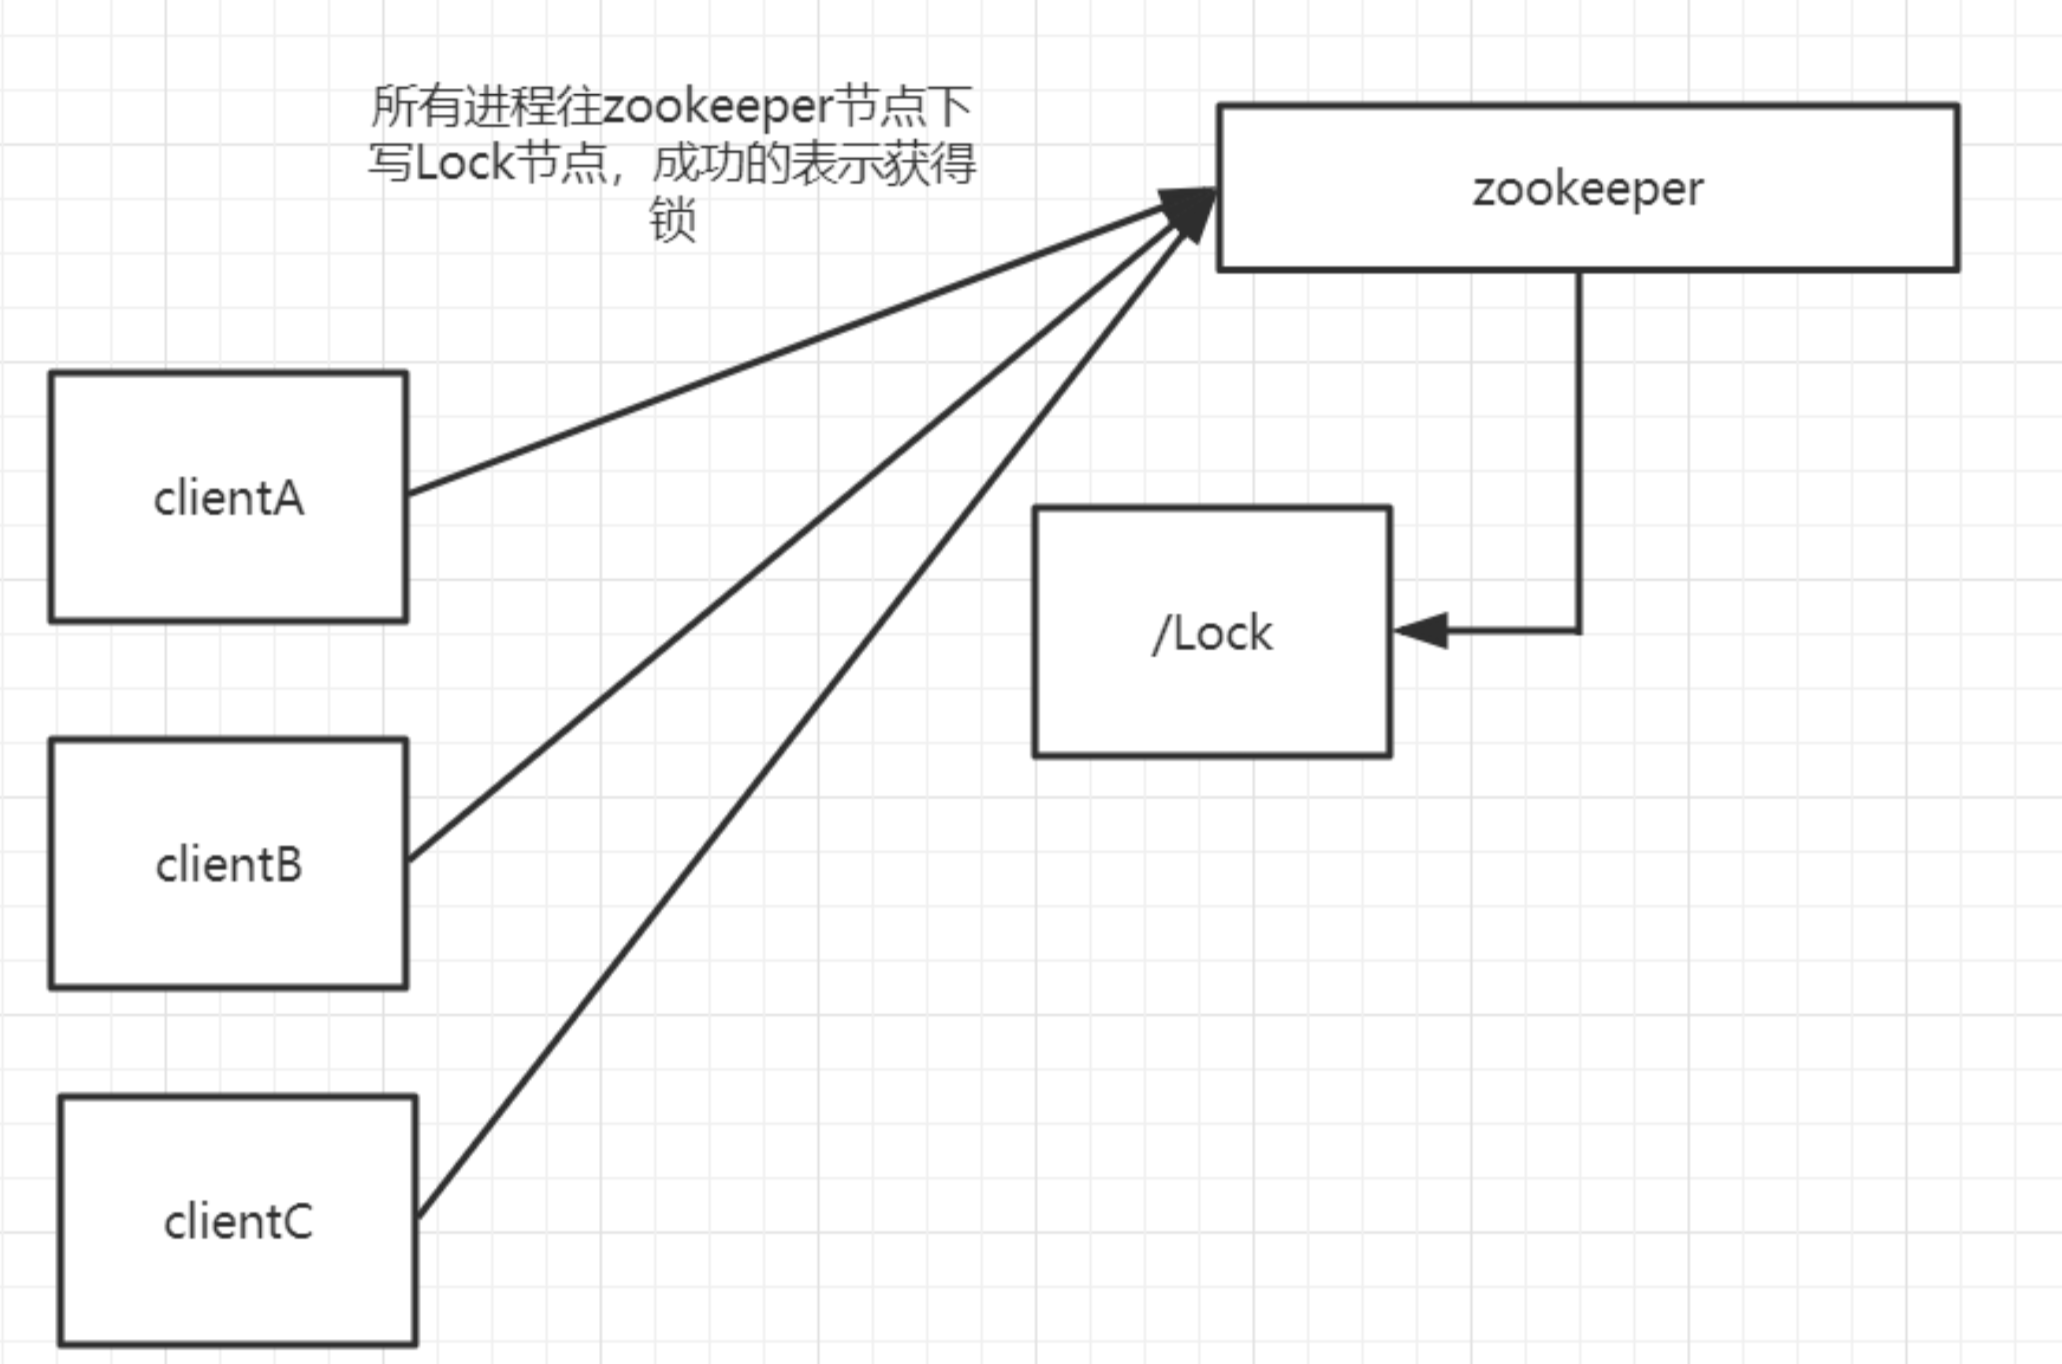 所有进程往zookeeper节点下
写Lock节点，成功的表示获得
锁
zookeeper
clientA
/Lock
clientB
clientC